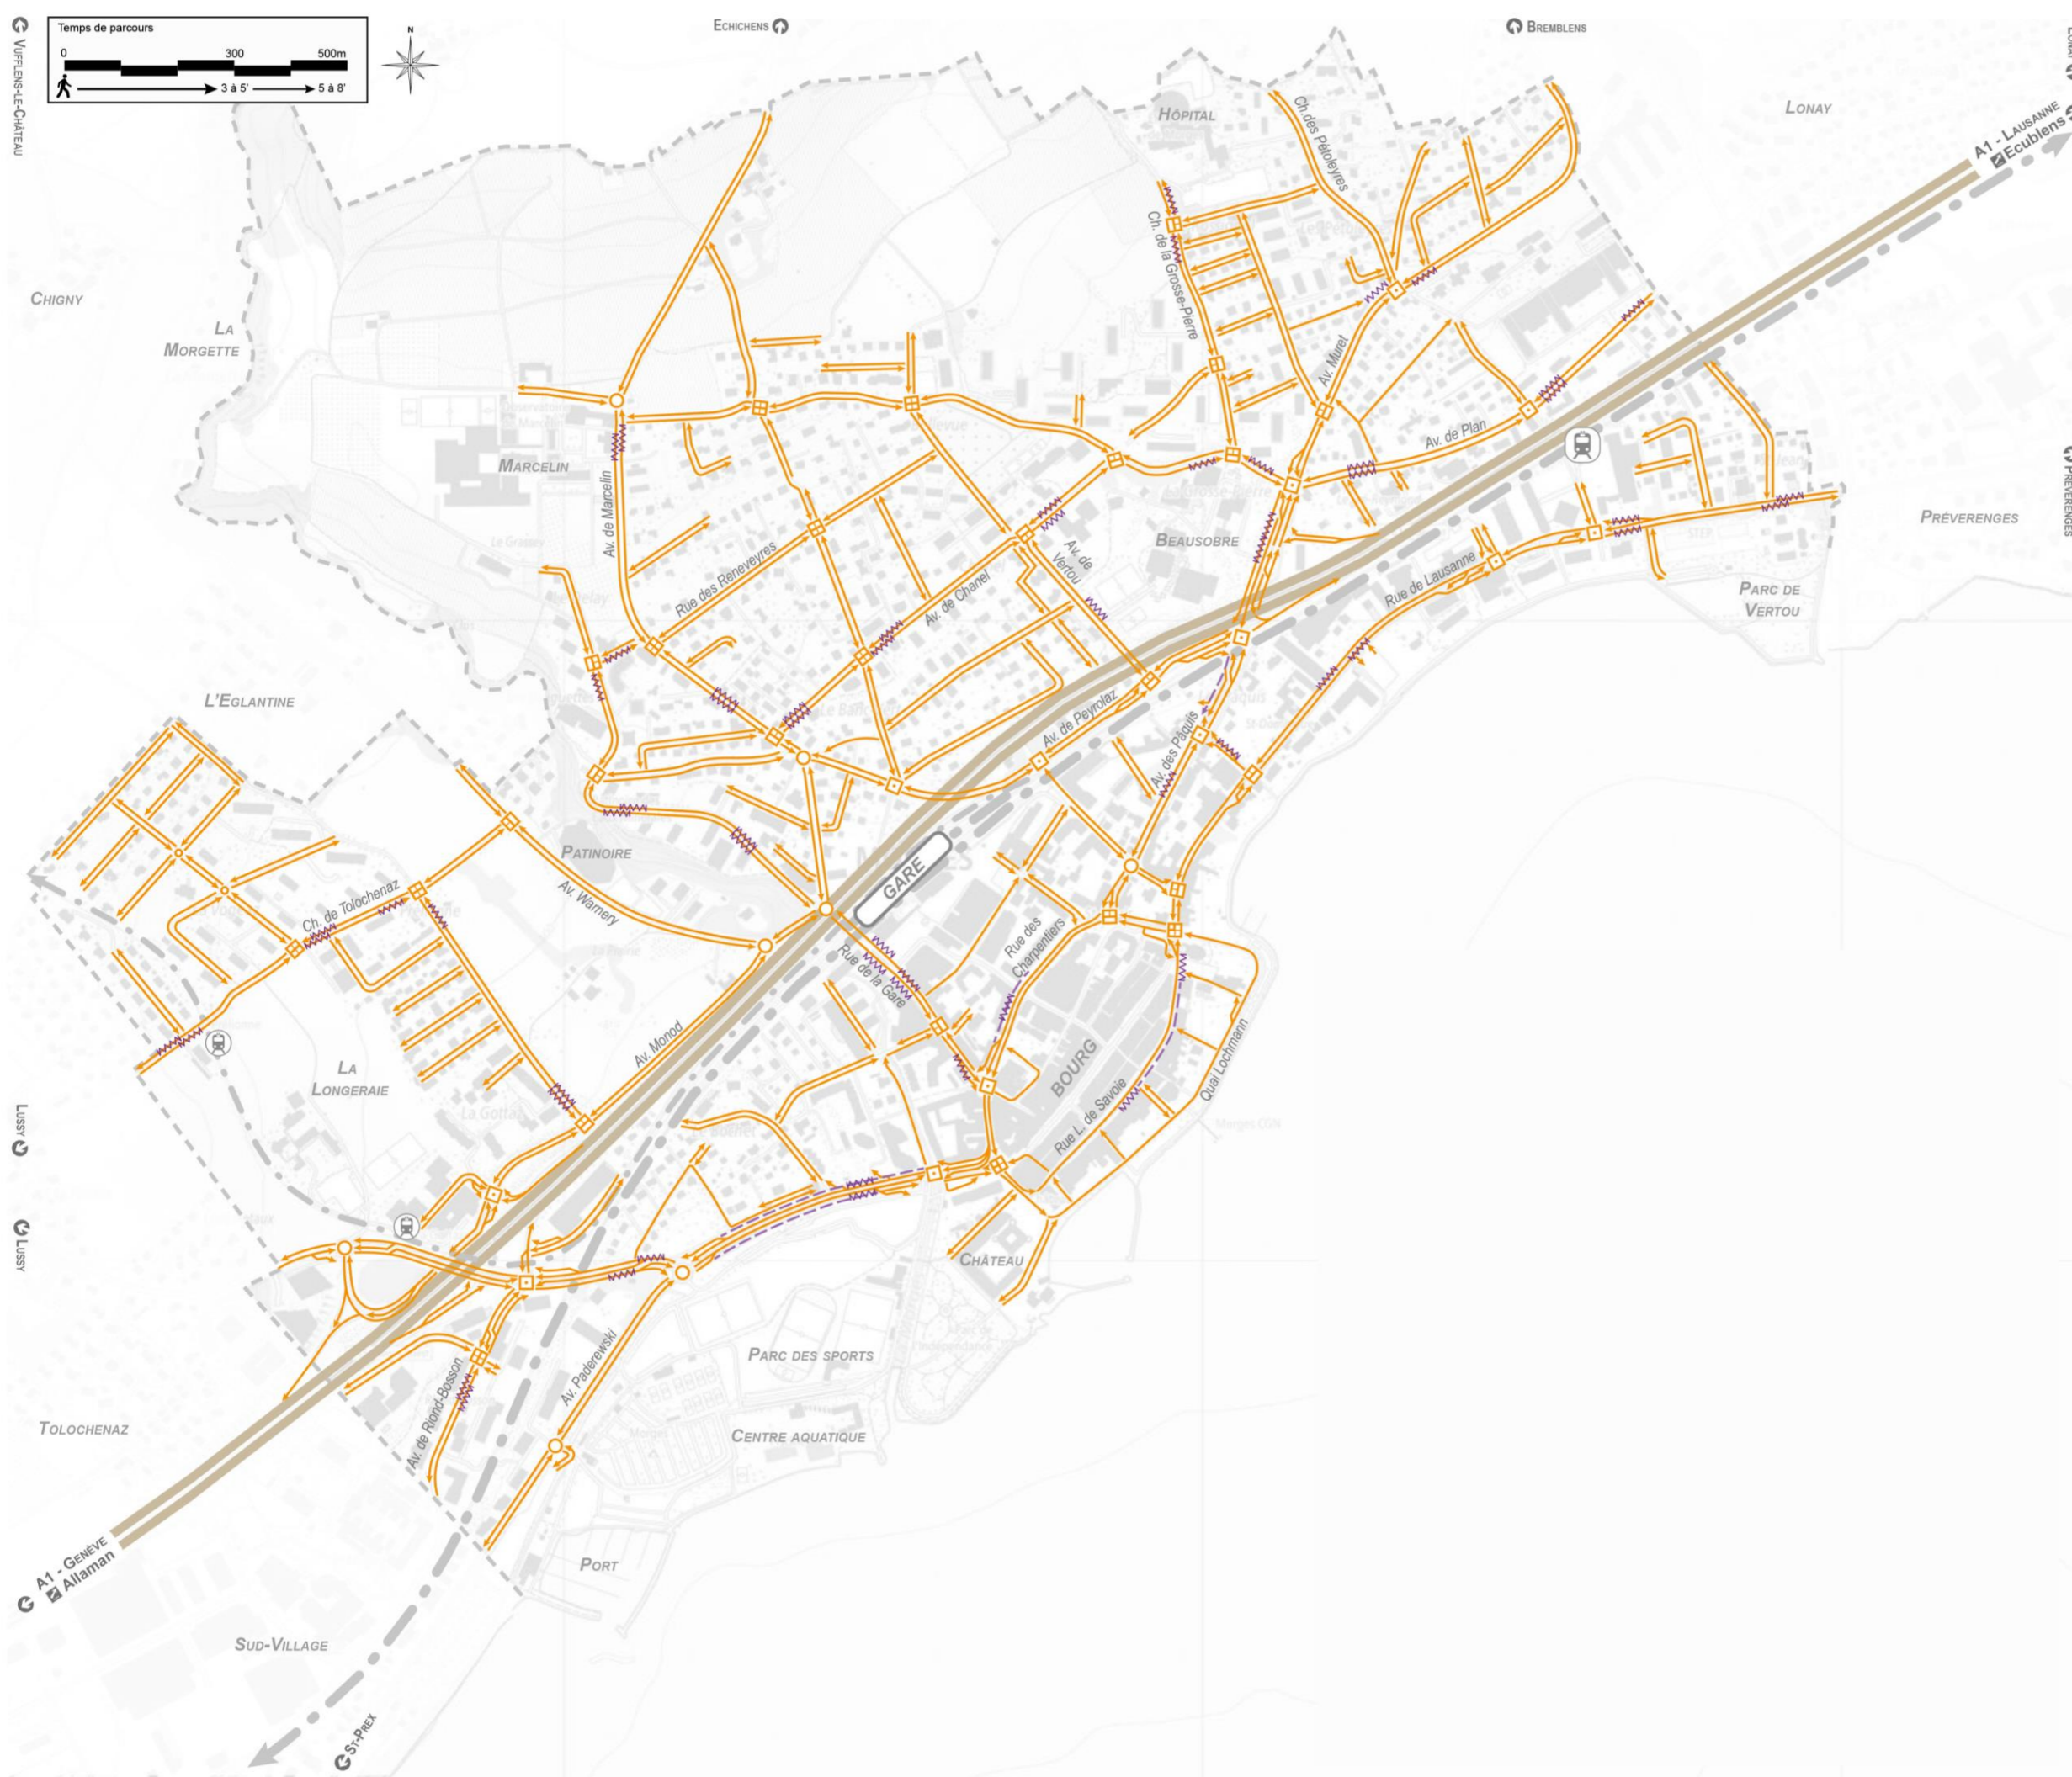 Temps de parcours
0 300 500m
3 à 5' 5 à 8'
N
ECHICHENS
BREMBLENS
VUFFLENS-LE-CHÂTEAU
LONAY
A1 - LAUSANNE
Ecublens
HÔPITAL
Ch.des Pétoleyres
Ch. de la Grosse-Pierre
CHIGNY
LA
MORGETTE
Av. Muret
Av. de Plan
MARCELIN
Av. de Marcelin
PRÉVERENGES
PRÉVERENGES
BEAUSOBRE
Av. de
Vertou
Rue des Reneveyres
Av. de Chanel
Rue de Lausanne
PARC DE
VERTOU
L'EGLANTINE
Av. de Peyrolaz
Av. des Pâquis
PATINOIRE
GARE
Ch. de Tolochenaz
Av. Warnery
Rue des
Charpentiers
Rue de la Gare
Av. Monod
LA
LONGERAIE
BOURG
Quai Lochmann
Rue L. de Savoie
Morges CGN
LUSSY
LUSSY
CHÂTEAU
PARC DES SPORTS
Av. Paderewski
Av. de Riond-Bosson
TOLOCHENAZ
CENTRE AQUATIQUE
Morges
A1 - GENÈVE
Allaman
PORT
SUD-VILLAGE
ST-PREX